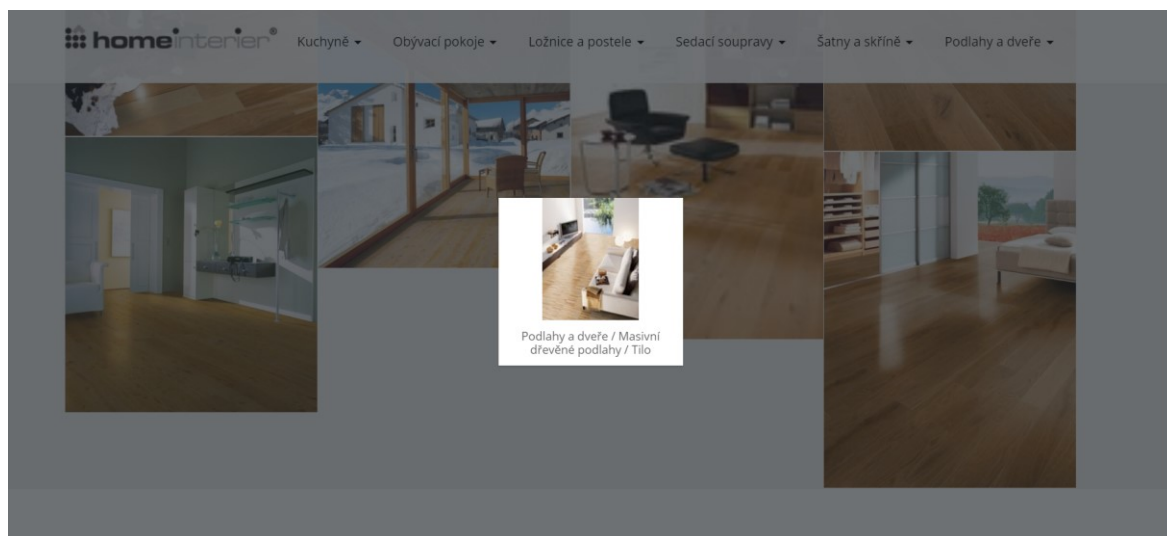 homeinterier®
Kuchyně Obývací pokoje Ložnice a postele Sedací soupravy Šatny a skříně Podlahy a dveře
Podlahy a dveře / Masivní
dřevěné podlahy / Tilo